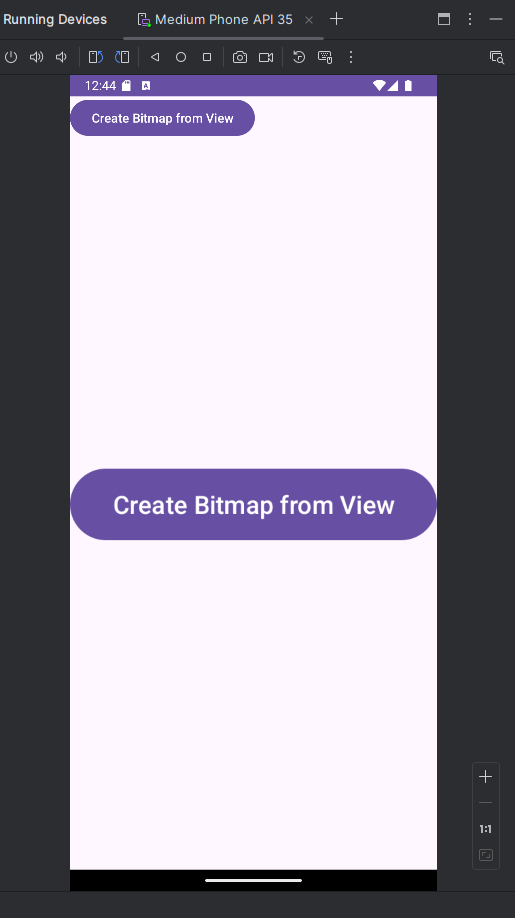 Running Devices
Medium Phone API 35
12:44
A
Create Bitmap from View
Create Bitmap from View
1:1